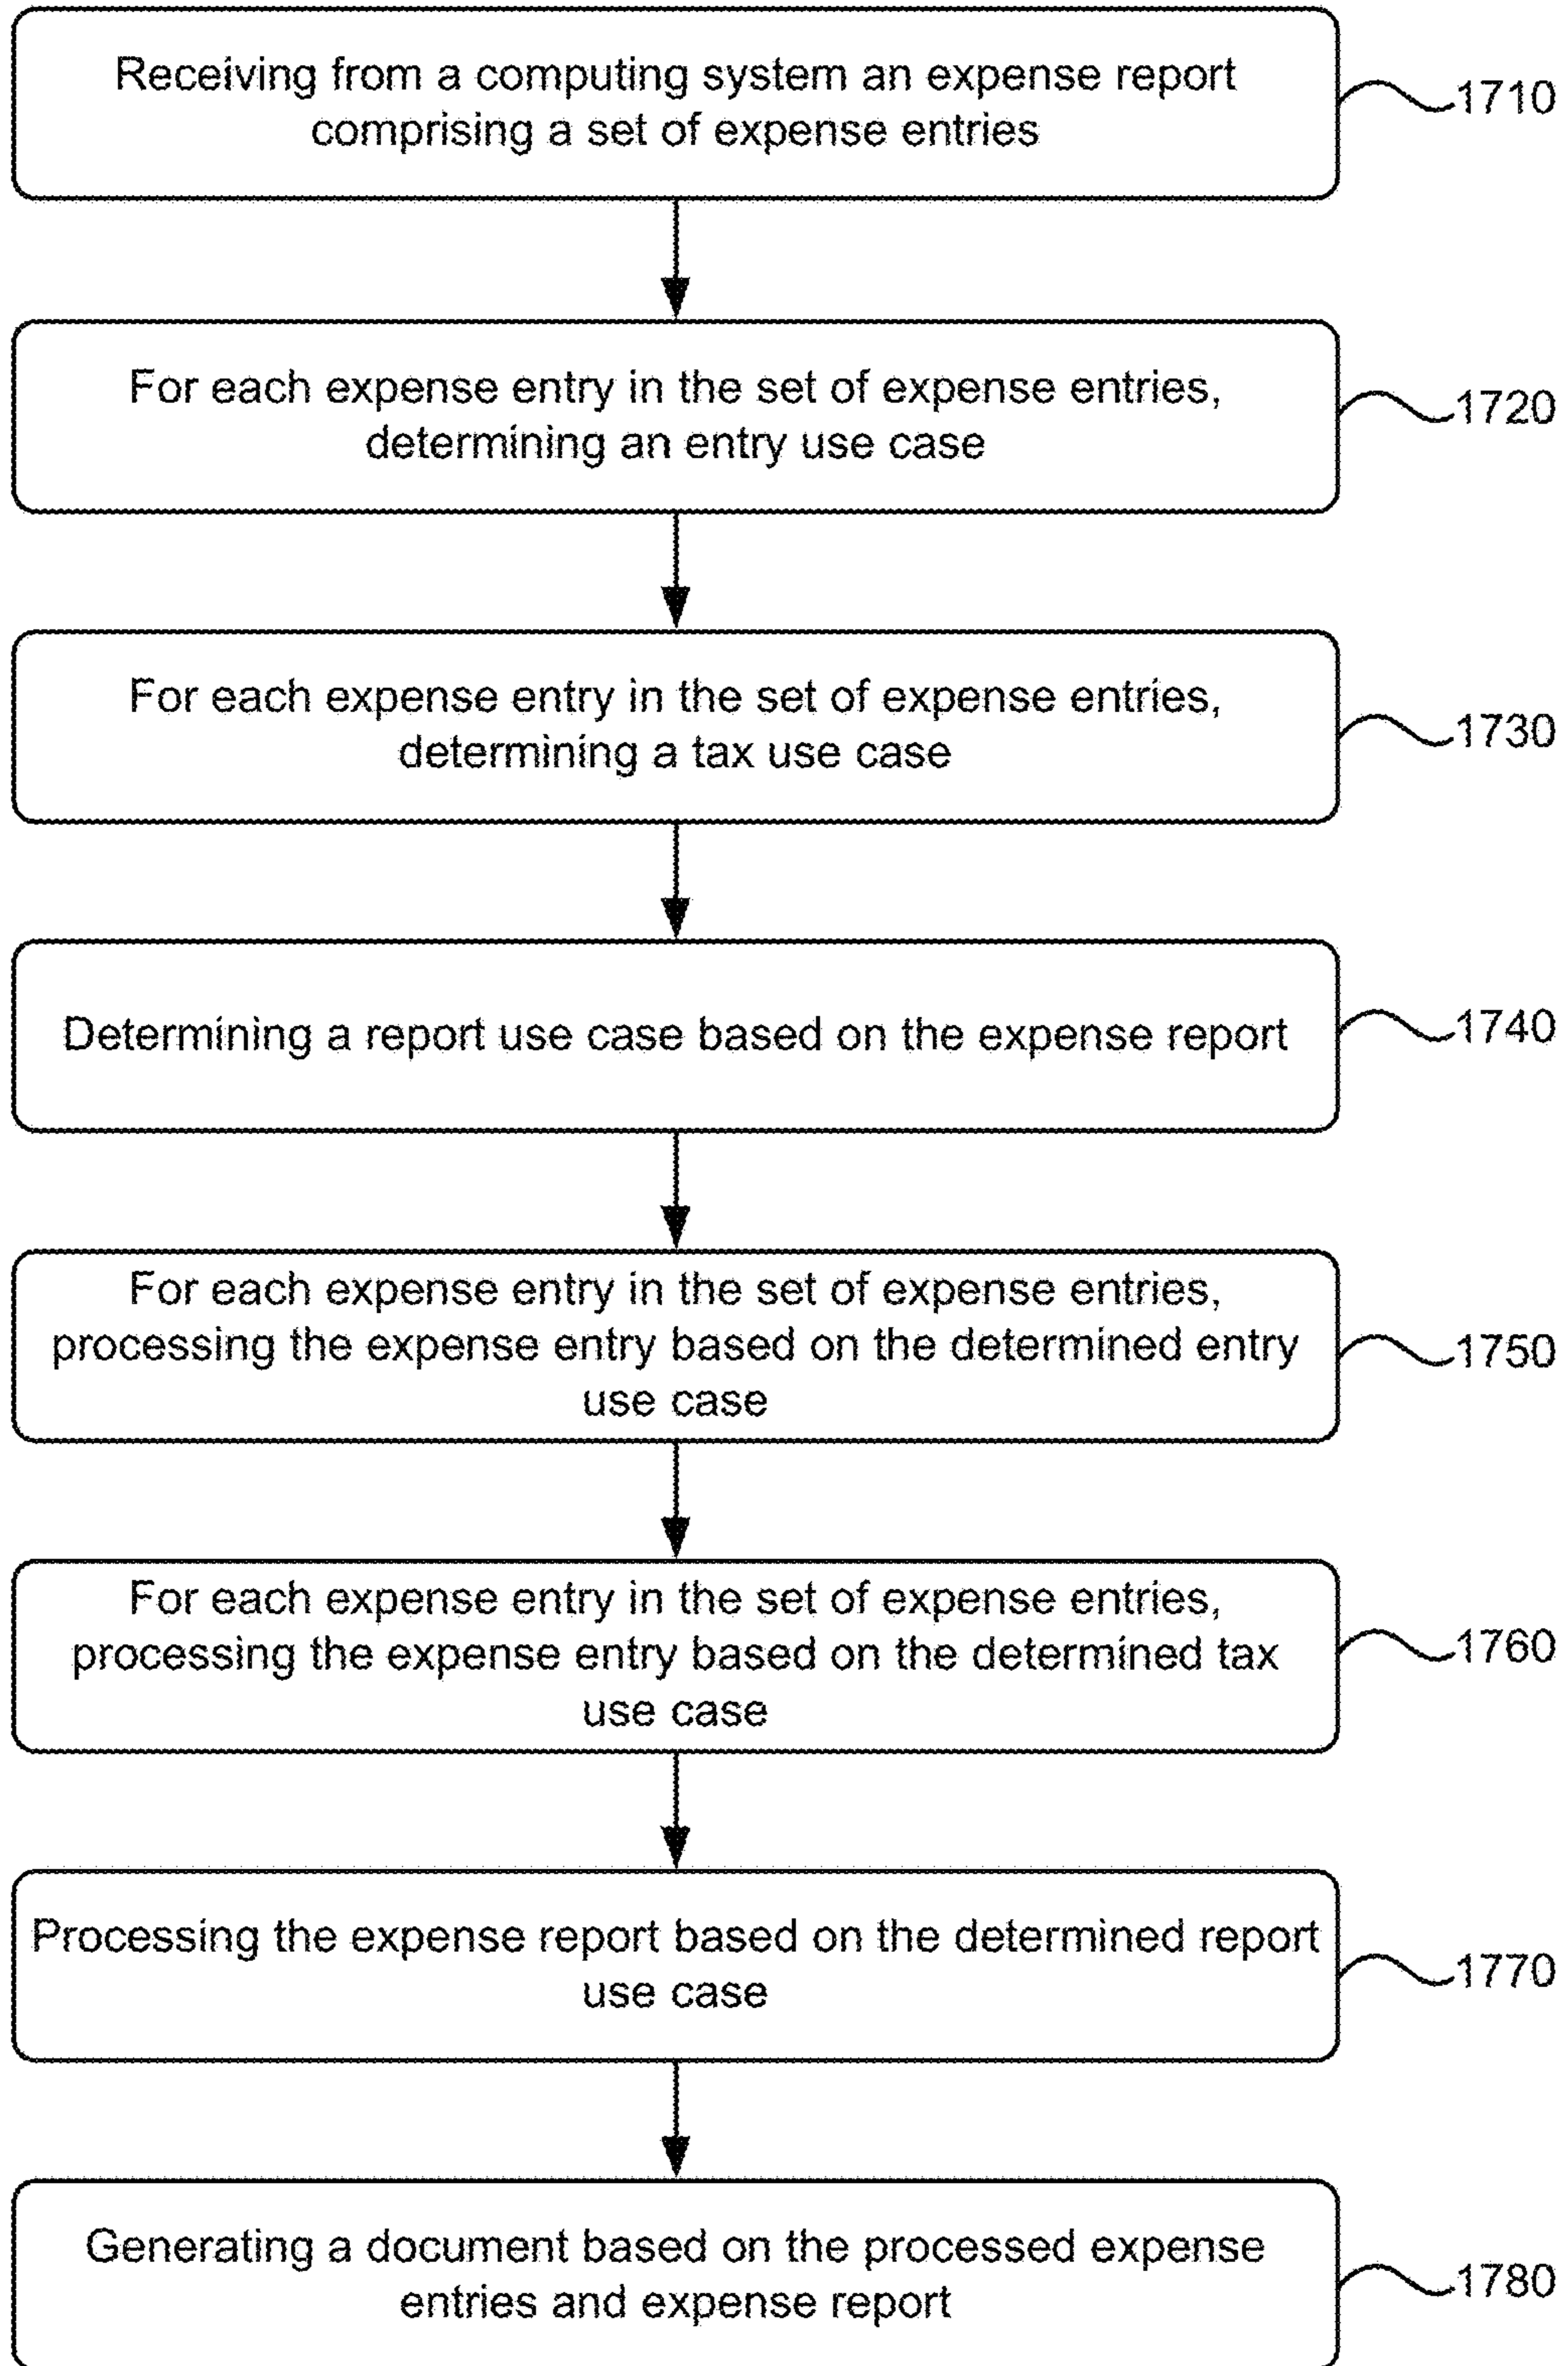 Receiving from a computing system an expense report
comprising a set of expense entries
1710
For each expense entry in the set of expense entries,
determining an entry use case
1720
For each expense entry in the set of expense entries,
determining a tax use case
1730
Determining a report use case based on the expense report
1740
For each expense entry in the set of expense entries,
processing the expense entry based on the determined entry
use case
1750
For each expense entry in the set of expense entries,
processing the expense entry based on the determined tax
use case
1760
Processing the expense report based on the determined report
use case
1770
Generating a document based on the processed expense
entries and expense report
1780